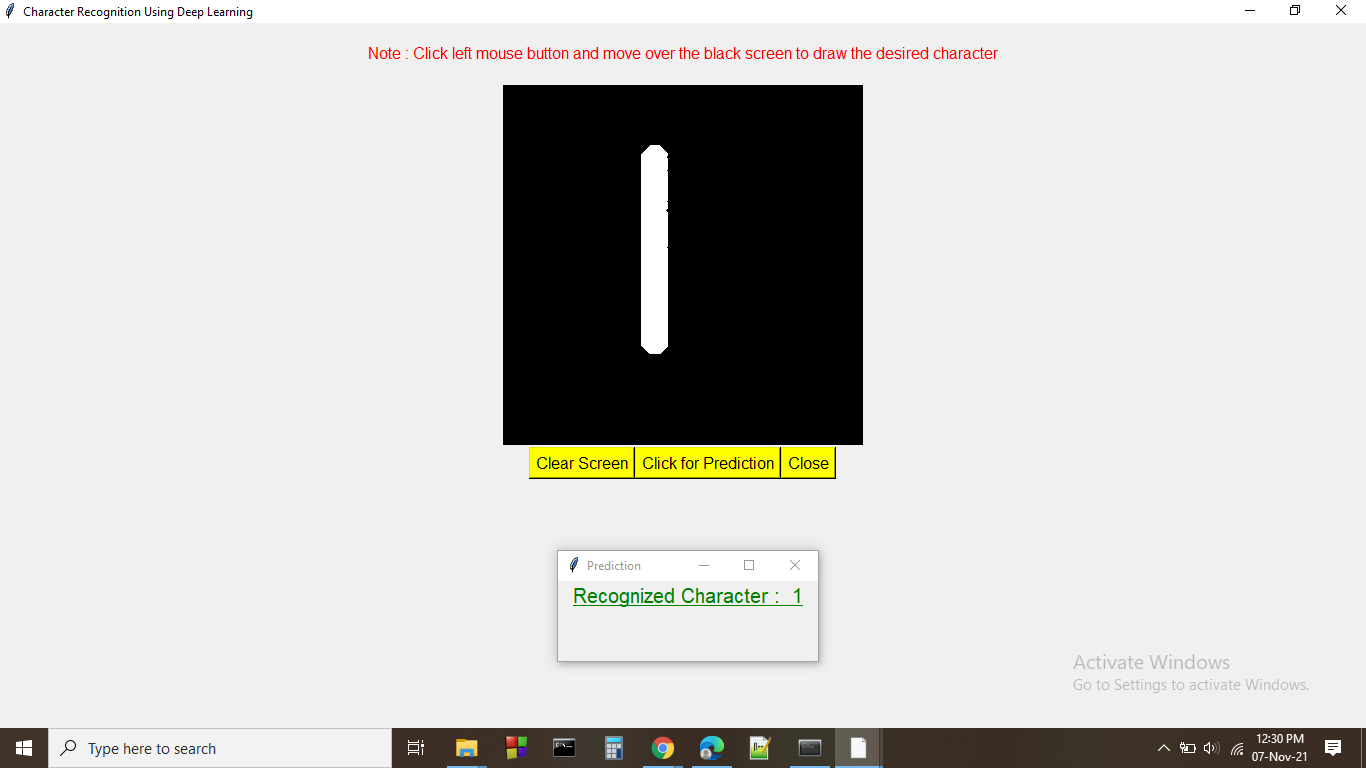 Character Recognition Using Deep Learning
Note : Click left mouse button and move over the black screen to draw the desired character
Clear Screen Click for Prediction Close
Prediction
Recognized Character : 1
Activate Windows
Go to Settings to activate Windows.
Type here to search
12:30 PM
07-Nov-21